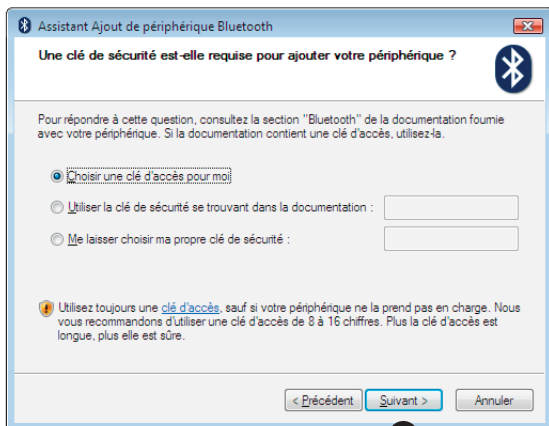 Assistant Ajout de périphérique Bluetooth
Une clé de sécurité est-elle requise pour ajouter votre périphérique ?
Pour répondre à cette question, consultez la section "Bluetooth" de la documentation fournie
avec votre périphérique. Si la documentation contient une clé d'accès, utilisez-la.
Choisir une clé d'accès pour moi
Utiliser la clé de sécurité se trouvant dans la documentation :
Me laisser choisir ma propre clé de sécurité :
Utilisez toujours une clé d'accès, sauf si votre périphérique ne la prend pas en charge. Nous
vous recommandons d'utiliser une clé d'accès de 8 à 16 chiffres. Plus la clé d'accès est
longue, plus elle est sûre.
< Précédent Suivant > Annuler